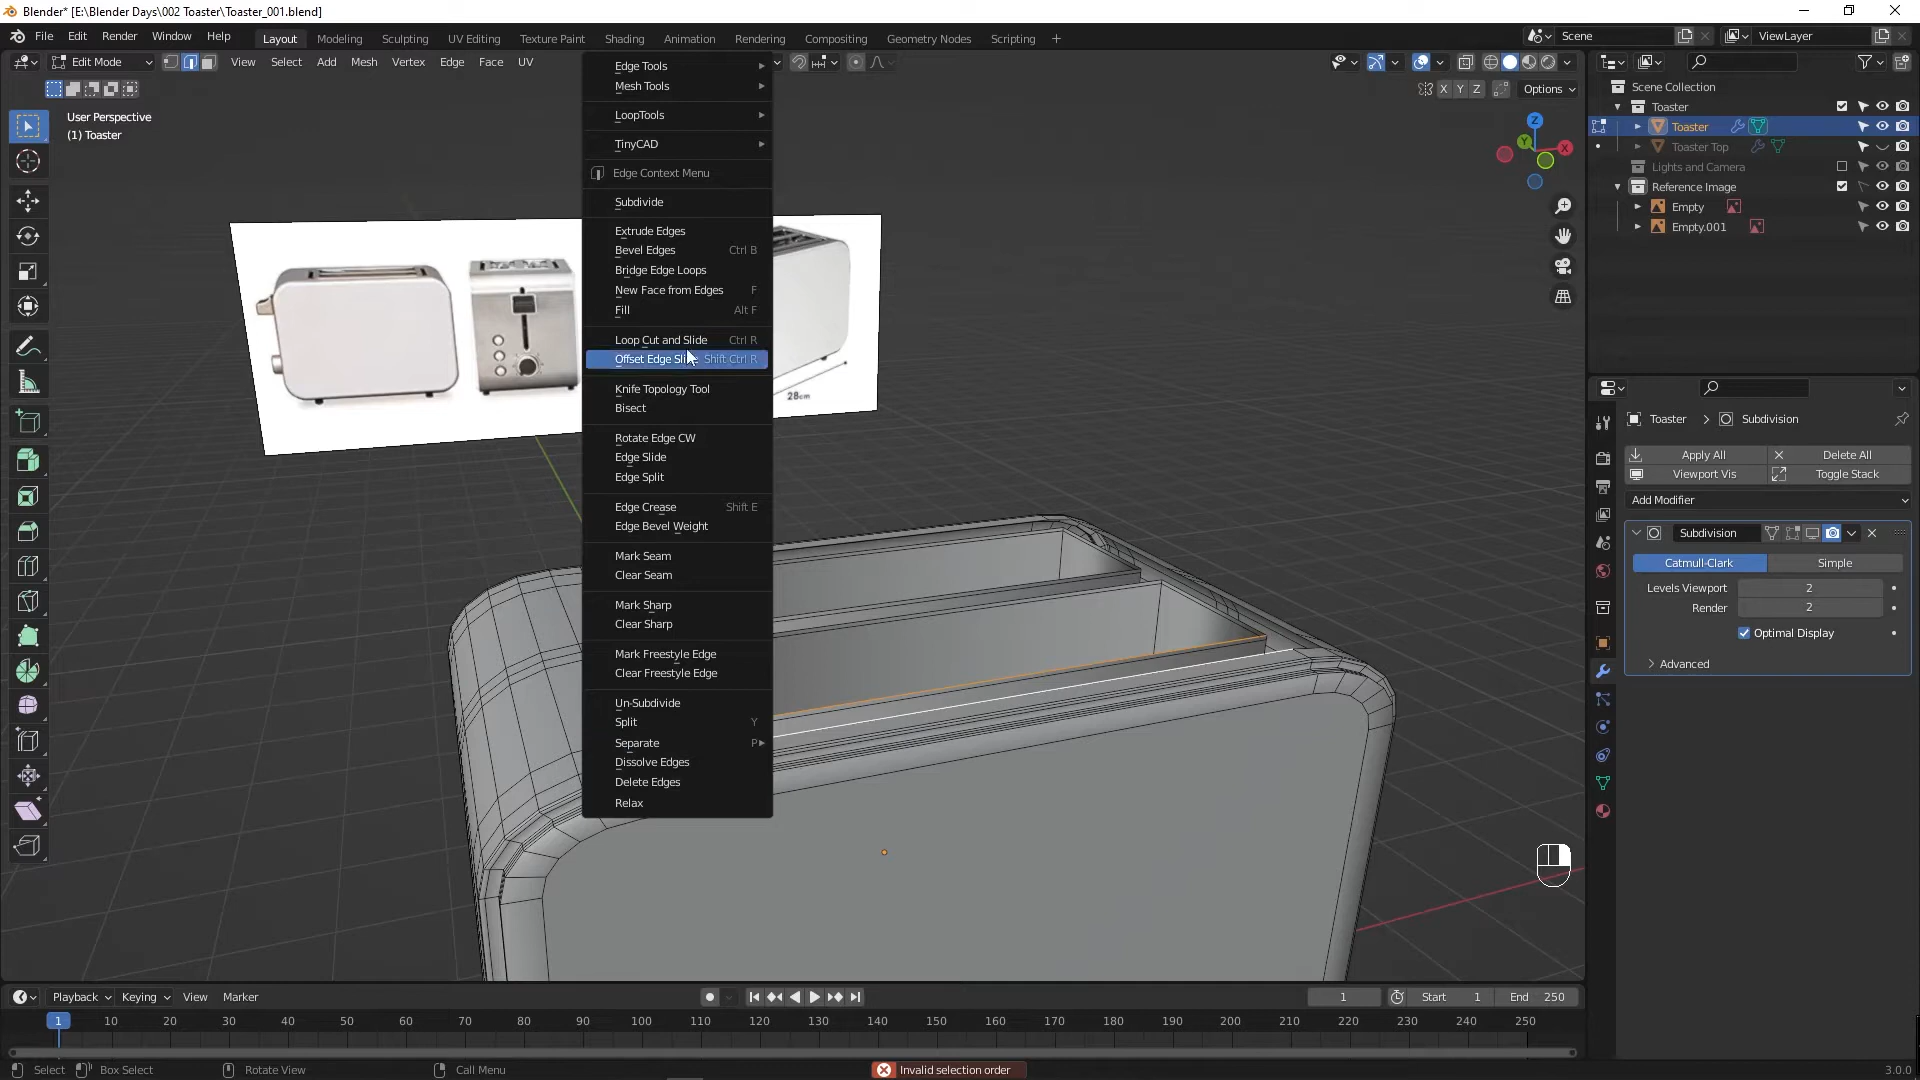 Blender* [E:\Blender Days\002 Toaster\Toaster_001.blend]
File Edit Render Window Help
Layout Modeling Sculpting UV Editing Texture Paint Shading Animation Rendering Compositing Geometry Nodes Scripting +
Scene
ViewLayer
Edit Mode
View Select Add Mesh Vertex Edge Face UV
X Y Z
Options
User Perspective
(1) Toaster
Edge Tools
Mesh Tools
LoopTools
TinyCAD
Edge Context Menu
Subdivide
Extrude Edges
Bevel Edges Ctrl B
Bridge Edge Loops
New Face from Edges F
Fill Alt F
Loop Cut and Slide Ctrl R
Offset Edge Shift Ctrl R
Knife Topology Tool
Bisect
Rotate Edge CW
Edge Slide
Edge Split
Edge Crease Shift E
Edge Bevel Weight
Mark Seam
Clear Seam
Mark Sharp
Clear Sharp
Mark Freestyle Edge
Clear Freestyle Edge
Un-Subdivide
Split Y
Separate P
Dissolve Edges
Delete Edges
Relax
28cm
Z
Y
X
Scene Collection
Toaster
Toaster
Toaster Top
Lights and Camera
Reference Image
Empty
Empty.001
Toaster > Subdivision
Apply All Delete All
Viewport Vis Toggle Stack
Add Modifier
Subdivision
Catmull-Clark Simple
Levels Viewport 2
Render 2
Optimal Display
Advanced
Playback Keying View Marker
1 Start 1 End 250
1 10 20 30 40 50 60 70 80 90 100 110 120 130 140 150 160 170 180 190 200 210 220 230 240 250
Select Box Select Rotate View Call Menu Invalid selection order 3.0.0